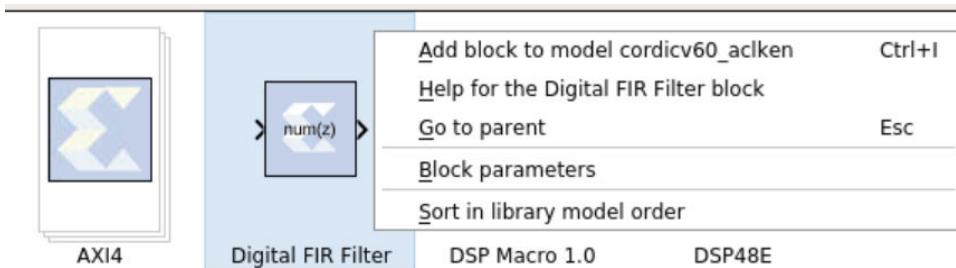 Add block to model cordicv60_aclken Ctrl+I
Help for the Digital FIR Filter block
num(z)
Go to parent Esc
Block parameters
Sort in library model order
AXI4 Digital FIR Filter DSP Macro 1.0 DSP48E